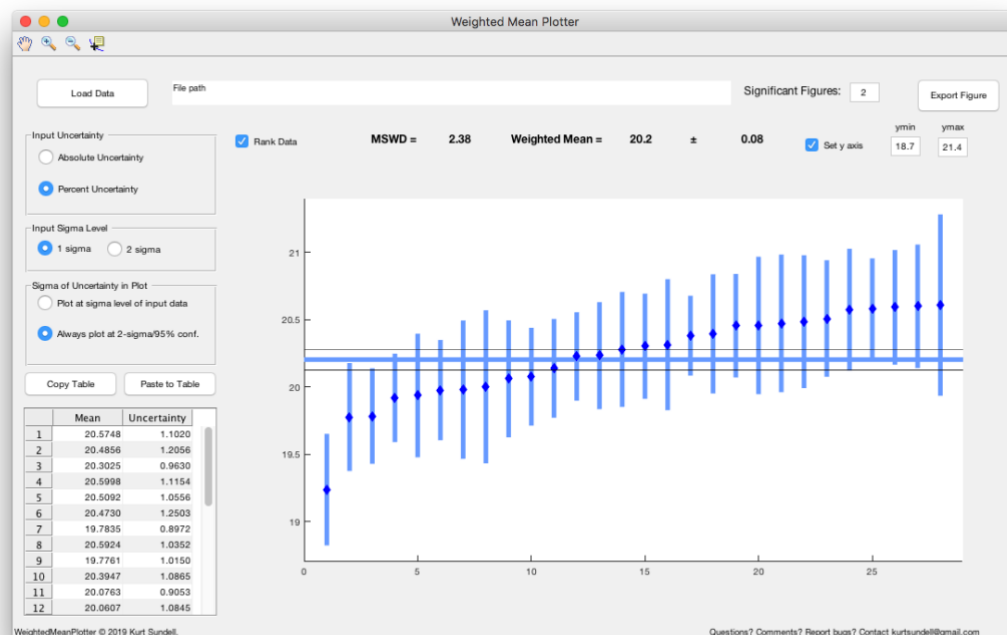 Weighted Mean Plotter
Load Data
File path
Significant Figures: 2
Export Figure
Input Uncertainty
Absolute Uncertainty
Percent Uncertainty
Rank Data
MSWD = 2.38 Weighted Mean = 20.2 ± 0.08
Set y axis
ymin ymax
18.7 21.4
Input Sigma Level
1 sigma 2 sigma
Sigma of Uncertainty in Plot
Plot at sigma level of input data
Always plot at 2-sigma/95% conf.
Copy Table Paste to Table
Mean Uncertainty
1 20.5748 1.1020
2 20.4856 1.2056
3 20.3025 0.9630
4 20.5998 1.1154
5 20.5092 1.0556
6 20.4730 1.2503
7 19.7835 0.8972
8 20.5924 1.0352
9 19.7761 1.0150
10 20.3947 1.0865
11 20.0763 0.9053
12 20.0607 1.0845
21
20.5
20
19.5
19
0 5 10 15 20 25
WeightedMeanPlotter © 2019 Kurt Sundell.
Questions? Comments? Report bugs? Contact kurtsundell@gmail.com